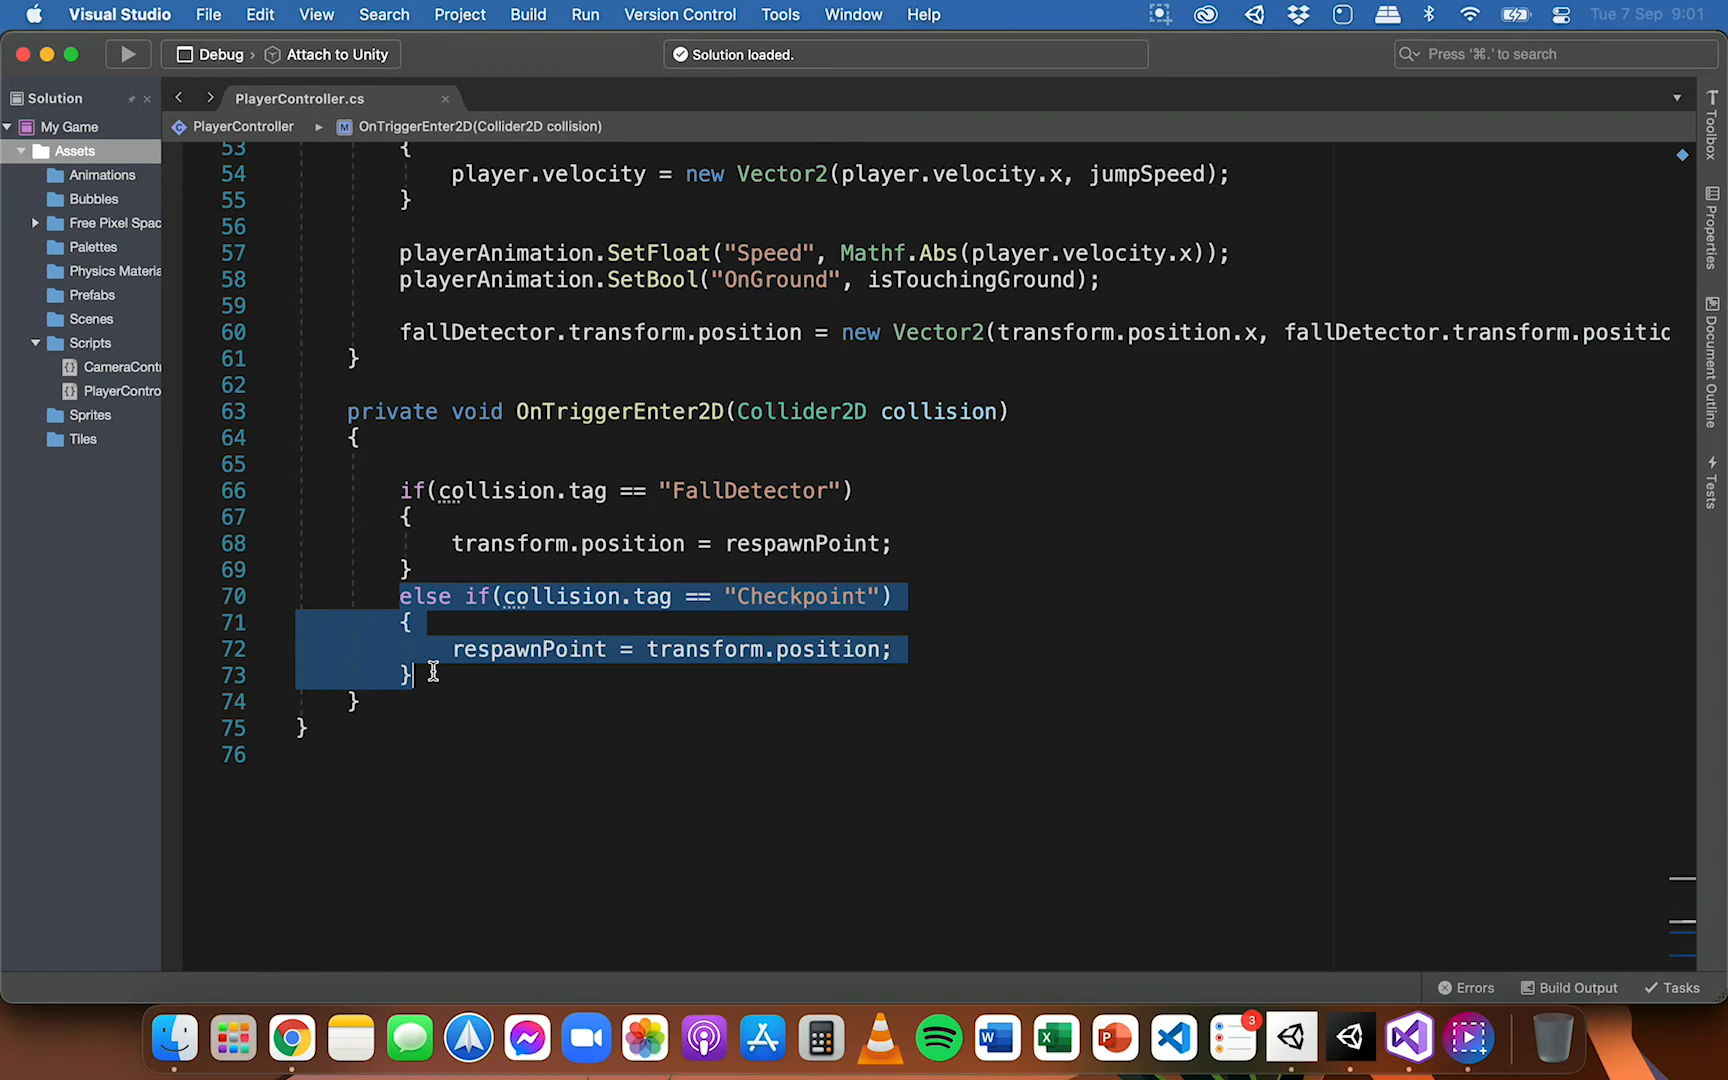 Visual Studio File Edit View Search Project Build Run Version Control Tools Window Help Tue 7 Sep 9:01
Debug › Attach to Unity Solution loaded. Press '⌘.' to search
Solution PlayerController.cs
My Game PlayerController OnTriggerEnter2D(Collider2D collision)
Assets
Animations
Bubbles
Free Pixel Spac
Palettes
Physics Materia
Prefabs
Scenes
Scripts
CameraCont
PlayerContro
Sprites
Tiles
53 {
54 player.velocity = new Vector2(player.velocity.x, jumpSpeed);
55 }
56
57 playerAnimation.SetFloat("Speed", Mathf.Abs(player.velocity.x));
58 playerAnimation.SetBool("OnGround", isTouchingGround);
59
60 fallDetector.transform.position = new Vector2(transform.position.x, fallDetector.transform.positic
61 }
62
63 private void OnTriggerEnter2D(Collider2D collision)
64 {
65
66 if(collision.tag == "FallDetector")
67 {
68 transform.position = respawnPoint;
69 }
70 else if(collision.tag == "Checkpoint")
71 {
72 respawnPoint = transform.position;
73 }
74 }
75 }
76
Toolbox
Properties
Document Outline
Tests
Errors Build Output Tasks
3